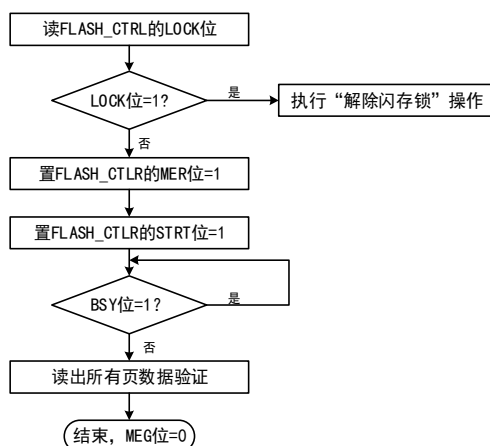 读FLASH_CTRL的LOCK位
LOCK位=1?
是
执行“解除闪存锁”操作
否
置FLASH_CTLR的MER位=1
置FLASH_CTLR的STRT位=1
BSY位=1?
是
否
读出所有页数据验证
结束, MEG位=0